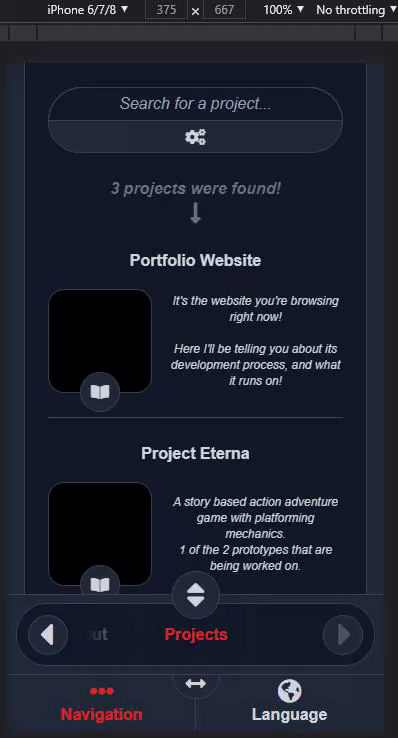 iPhone 6/7/8 ▼ 375 × 667 100% ▼ No throttling ▼
Search for a project...
3 projects were found!
Portfolio Website
It's the website you're browsing
right now!
Here I'll be telling you about its
development process, and what
it runs on!
Project Eterna
A story based action adventure
game with platforming
mechanics.
1 of the 2 prototypes that are
being worked on.
Projects
Navigation
Language